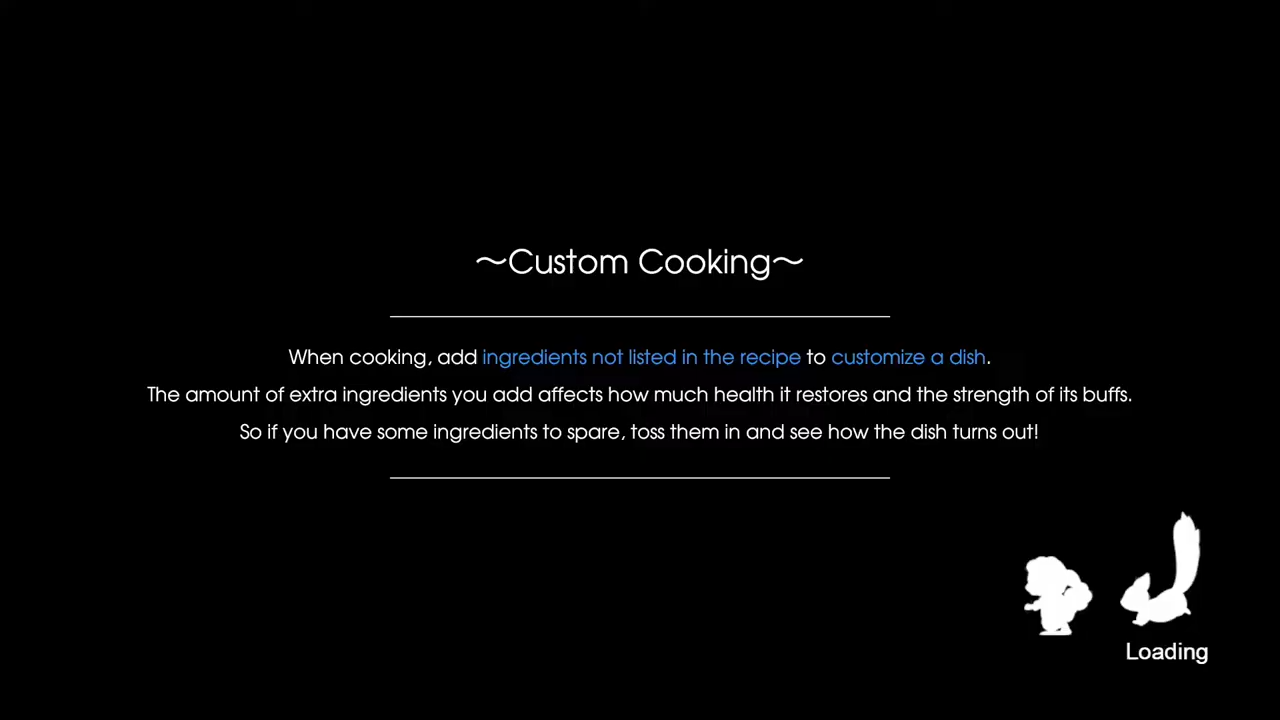 ～Custom Cooking～
When cooking, add ingredients not listed in the recipe to customize a dish.
The amount of extra ingredients you add affects how much health it restores and the strength of its buffs.
So if you have some ingredients to spare, toss them in and see how the dish turns out!
Loading